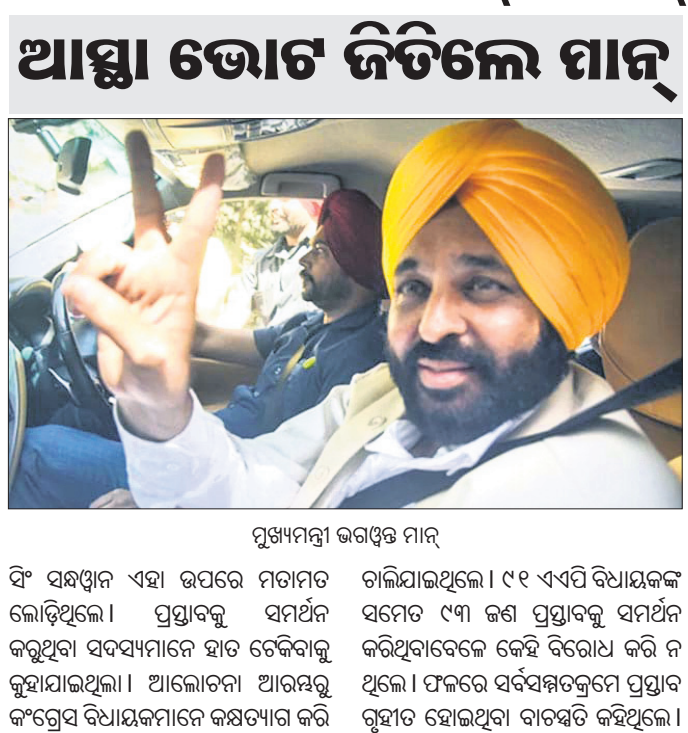 ଆସ୍ଥା ଭୋଟ ଜିତିଲେ ମାନ୍
ମୁଖ୍ୟମନ୍ତ୍ରୀ ଭଗୱନ୍ତ ମାନ୍
ସିଂ ସନ୍ଧୱାନ ଏହା ଉପରେ ମତାମତ
ଲୋଡ଼ିଥିଲେ। ପ୍ରସ୍ତାବକୁ ସମର୍ଥନ
କରୁଥିବା ସଦସ୍ୟମାନେ ହାତ ଟେକିବାକୁ
କୁହାଯାଇଥିଲା। ଆଲୋଚନା ଆରମ୍ଭରୁ
କଂଗ୍ରେସ ବିଧାୟକମାନେ କକ୍ଷତ୍ୟାଗ କରି
ଚାଲିଯାଇଥିଲେ। ୯୧ ଏଏପି ବିଧାୟକଙ୍କ
ସମେତ ୯୩ ଜଣ ପ୍ରସ୍ତାବକୁ ସମର୍ଥନ
କରିଥିବାବେଳେ କେହି ବିରୋଧ କରି ନ
ଥିଲେ। ଫଳରେ ସର୍ବସମ୍ମତକ୍ରମେ ପ୍ରସ୍ତାବ
ଗୃହୀତ ହୋଇଥିବା ବାଚସ୍ପତି କହିଥିଲେ।